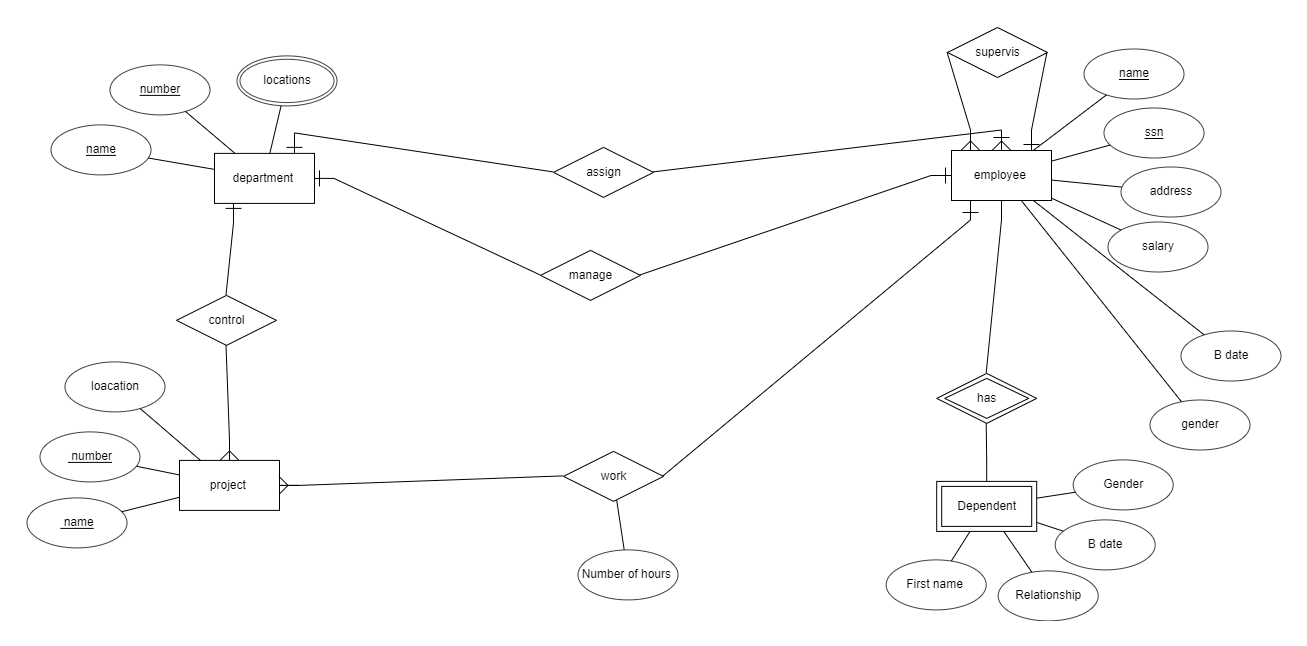 supervis
name
number
locations
ssn
name
assign
department
employee
address
salary
manage
control
B date
loacation
has
gender
number
project
work
Gender
Dependent
name
B date
Number of hours
First name
Relationship